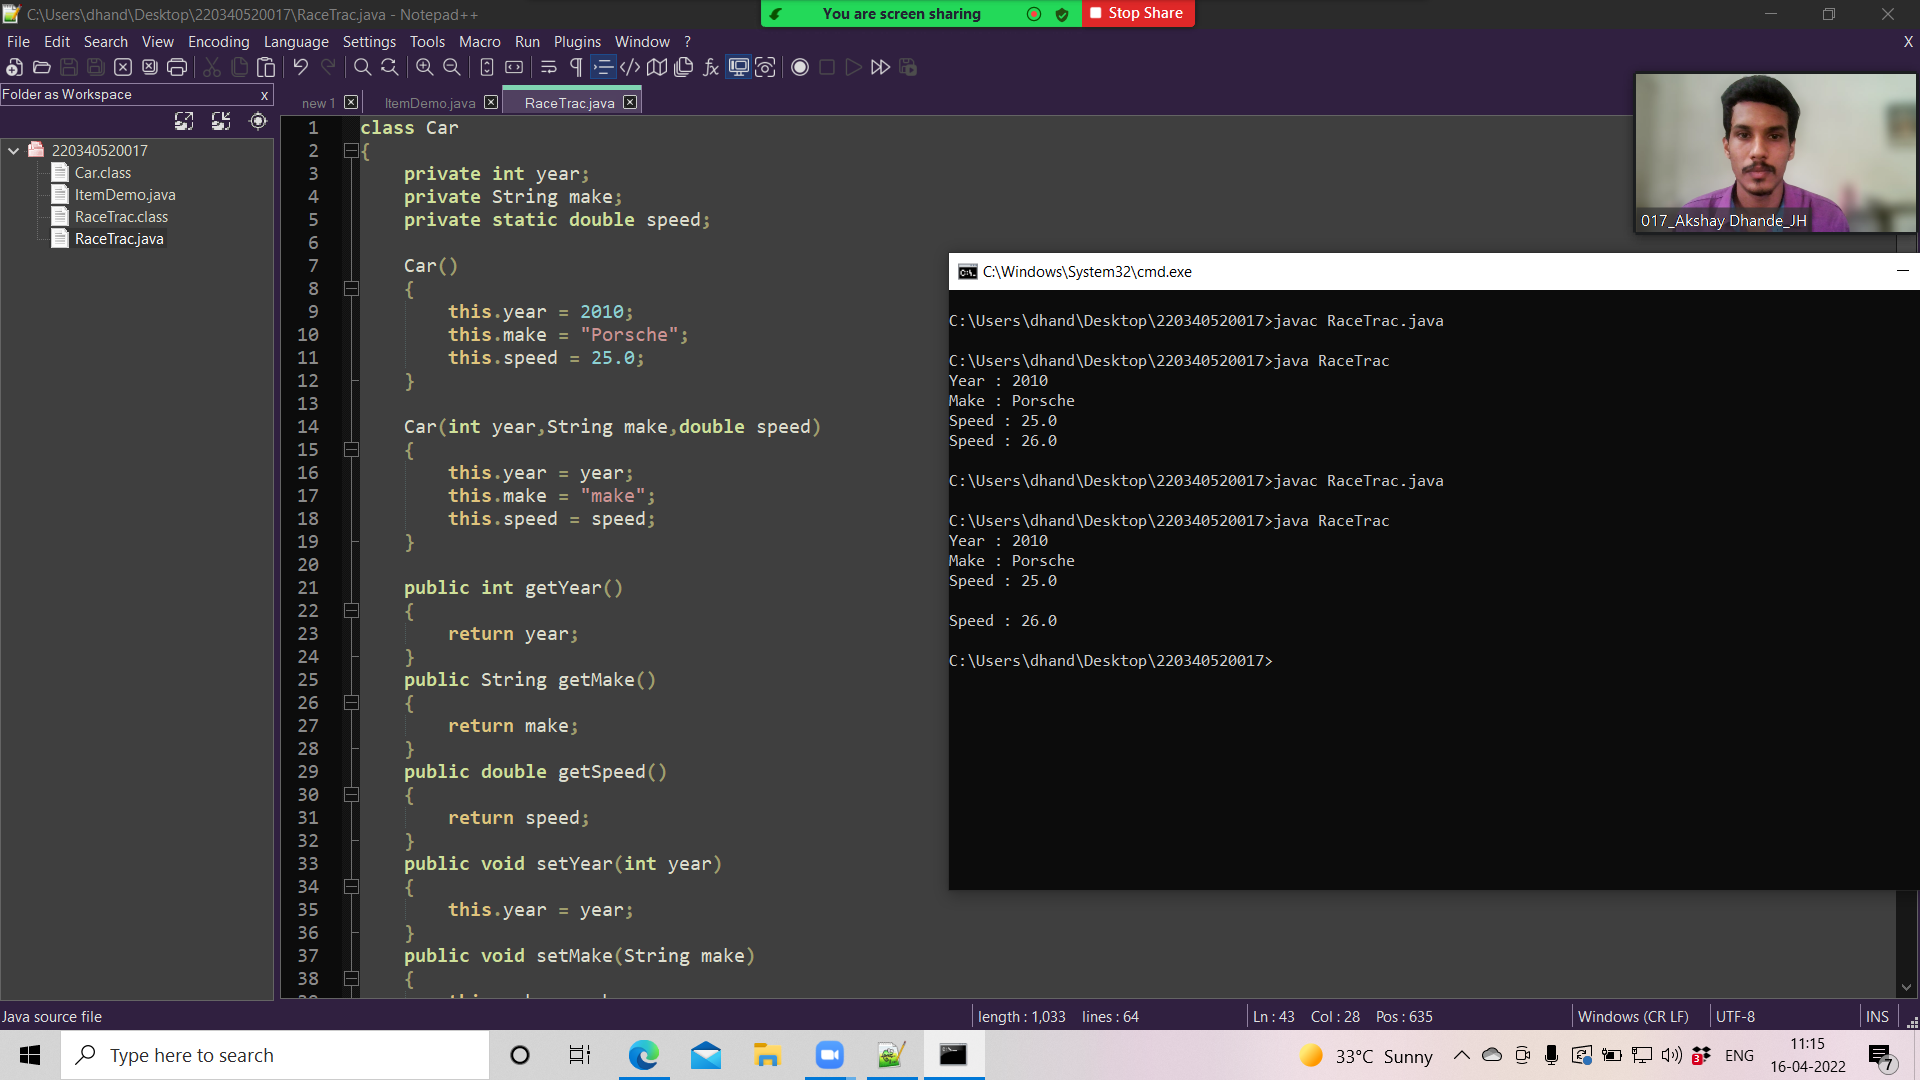 C:\Users\dhand\Desktop\220340520017\RaceTrac.java - Notepad++
You are screen sharing
Stop Share
File Edit Search View Encoding Language Settings Tools Macro Run Plugins Window ? X
Folder as Workspace x
new 1 ItemDemo.java RaceTrac.java
220340520017
Car.class
ItemDemo.java
RaceTrac.class
RaceTrac.java
1 class Car
2 {
3 private int year;
4 private String make;
5 private static double speed;
6
7 Car()
8 {
9 this.year = 2010;
10 this.make = "Porsche";
11 this.speed = 25.0;
12 }
13
14 Car(int year,String make,double speed)
15 {
16 this.year = year;
17 this.make = "make";
18 this.speed = speed;
19 }
20
21 public int getYear()
22 {
23 return year;
24 }
25 public String getMake()
26 {
27 return make;
28 }
29 public double getSpeed()
30 {
31 return speed;
32 }
33 public void setYear(int year)
34 {
35 this.year = year;
36 }
37 public void setMake(String make)
38 {
017_Akshay Dhande_JH
C:\Windows\System32\cmd.exe
C:\Users\dhand\Desktop\220340520017>javac RaceTrac.java
C:\Users\dhand\Desktop\220340520017>java RaceTrac
Year : 2010
Make : Porsche
Speed : 25.0
Speed : 26.0
C:\Users\dhand\Desktop\220340520017>javac RaceTrac.java
C:\Users\dhand\Desktop\220340520017>java RaceTrac
Year : 2010
Make : Porsche
Speed : 25.0
Speed : 26.0
C:\Users\dhand\Desktop\220340520017>
Java source file length : 1,033 lines : 64 Ln : 43 Col : 28 Pos : 635 Windows (CR LF) UTF-8 INS
Type here to search
33°C Sunny
3
ENG
11:15
16-04-2022
7